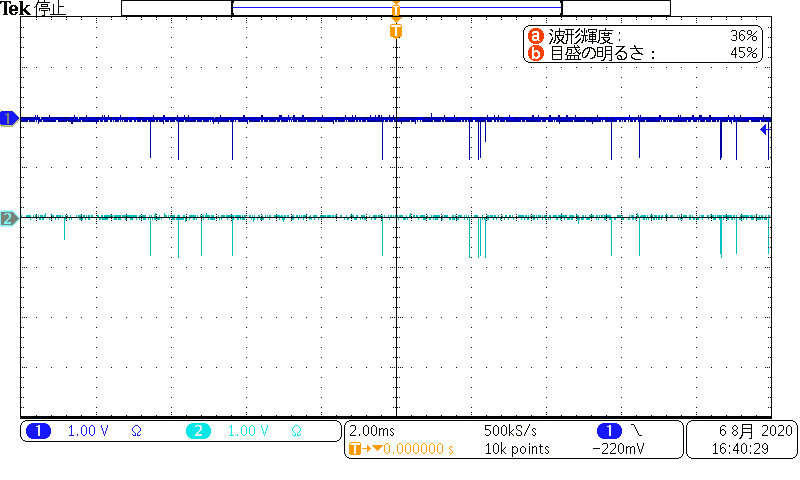 Tek 停止
T
T
a 波形輝度 : 36%
b 目盛の明るさ : 45%
1
2
1 1.00 V Ω 2 1.00 V Ω
2.00ms 500kS/s 1 -220mV
T→▼0.000000 s 10k points
6 8月 2020
16:40:29